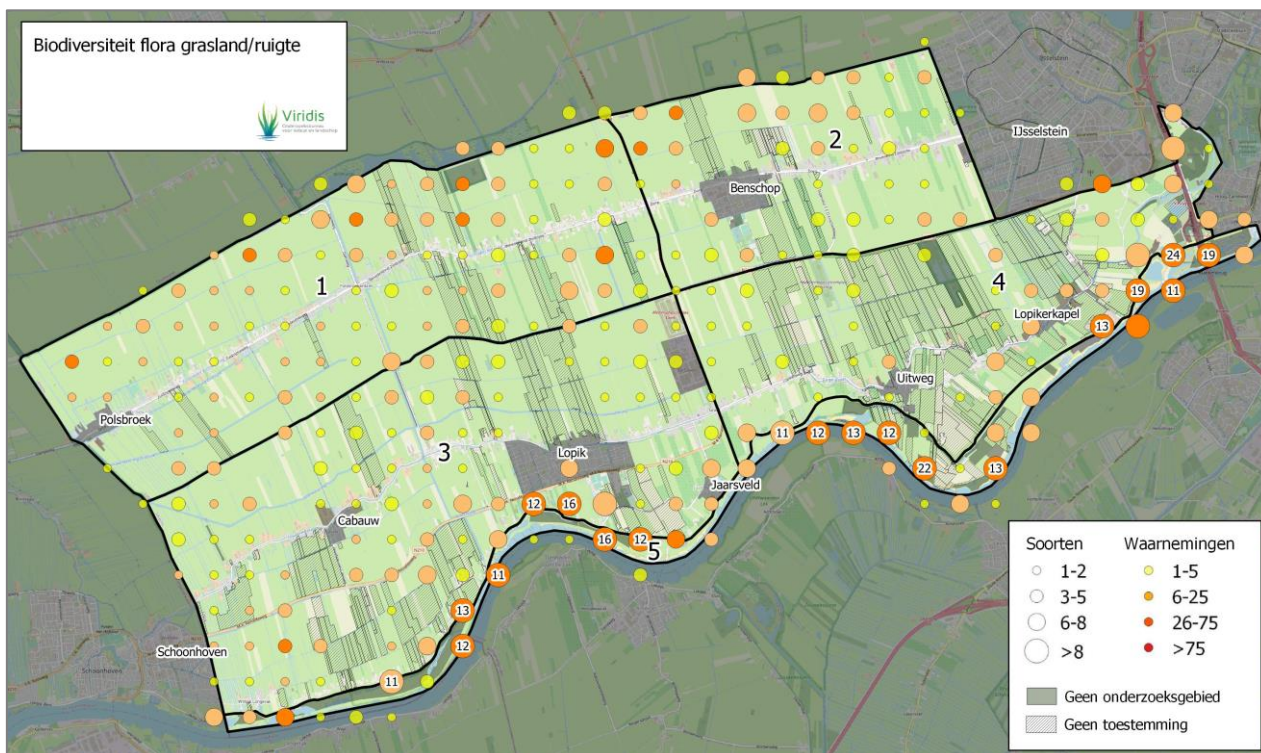 Biodiversiteit flora grasland/ruigte
Viridis
IJsselstein
2
Benschop
1
4
24
19
19
11
Lopikerkapel
13
Uitweg
Polsbroek
3
Lopik
11
12
13
12
22
13
Jaarsveld
12
16
Cabauw
16
12
5
11
13
12
Schoonhoven
11
Soorten
1-2
3-5
6-8
>8
Waarnemingen
1-5
6-25
26-75
>75
Geen onderzoeksgebied
Geen toestemming